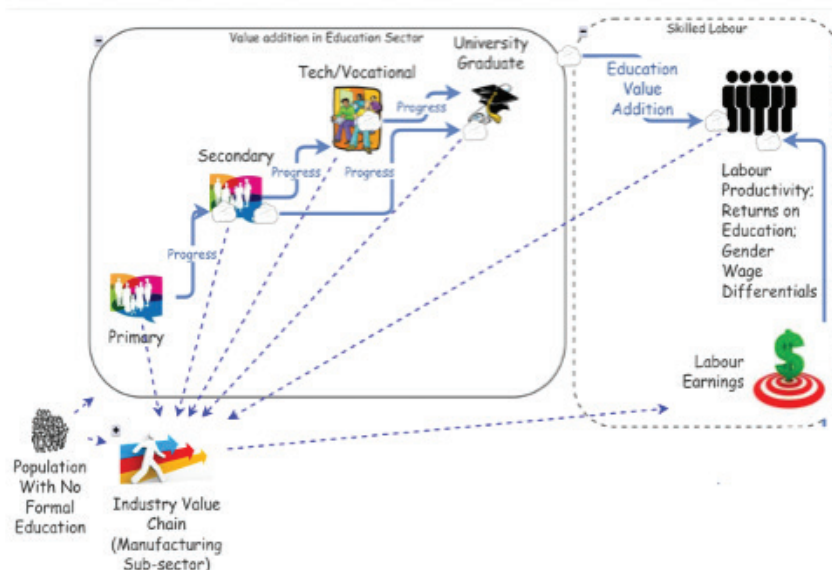 Value addition in Education Sector
Skilled Labour
University
Graduate
Tech/Vocational
Progress
Education
Value
Addition
Secondary
Progress
Progress
Progress
Primary
Labour
Productivity;
Returns on
Education;
Gender
Wage
Differentials
Labour
Earnings
Population
With No
Formal
Education
Industry Value
Chain
(Manufacturing
Sub-sector)